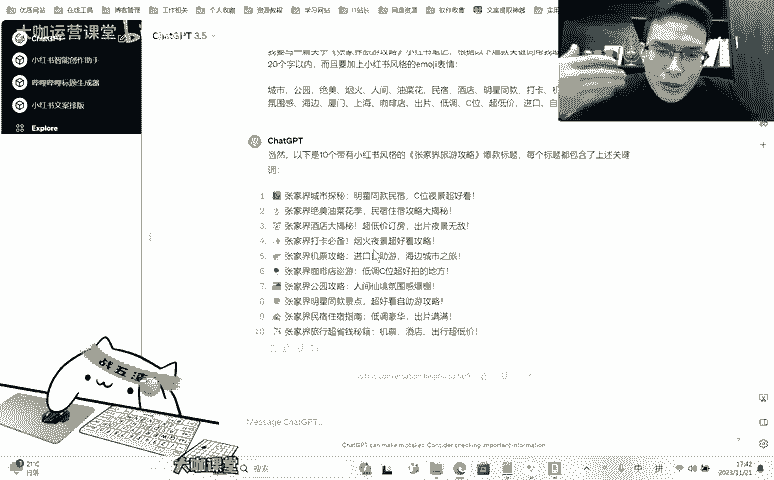 优惠网站 在线工具 博客管理 工作相关 个人收藏 资源教程 学习网站 IT站长 网盘资源 软件收费 文案提取神器
大咖运营课堂
ChatGPT 3.5
小红书智能创作助手
哔哩哔哩标题生成器
小红书文案排版
Explore
20个字以内，而且要加上小红书风格的emoji表情：
城市、公园、绝美、烟火、人间、油菜花、民宿、酒店、明星同款、打卡、
氛围感、海边、厦门、上海、咖啡店、出片、低调、C位、超低价、进口、
ChatGPT
当然，以下是10个带有小红书风格的《张家界旅游攻略》爆款标题，每个标题都包含了上述关键
词：
1. 张家界城市探秘：明星同款民宿，C位夜景超好看！
2. 张家界绝美油菜花季，民宿住宿攻略大揭秘！
3. 张家界酒店大揭秘！超低价订房，出片夜景无敌！
4. 张家界打卡必备！烟火夜景超好看攻略！
5. 张家界机票攻略：进口自助游，海边城市之旅！
6. 张家界咖啡店巡游：低调C位超好拍的地方！
7. 张家界公园攻略：人间仙境氛围感爆棚！
8. 张家界明星同款景点，超好看自助游攻略！
9. 张家界民宿住宿指南：低调豪华，出片满满！
10. 张家界旅行超省钱秘籍：机票、酒店、出行超低价！
Message ChatGPT...
ChatGPT can make mistakes. Consider checking important information.
战五渣
大咖课堂
21°C
搜索
中
拼
17:42
2023/11/21